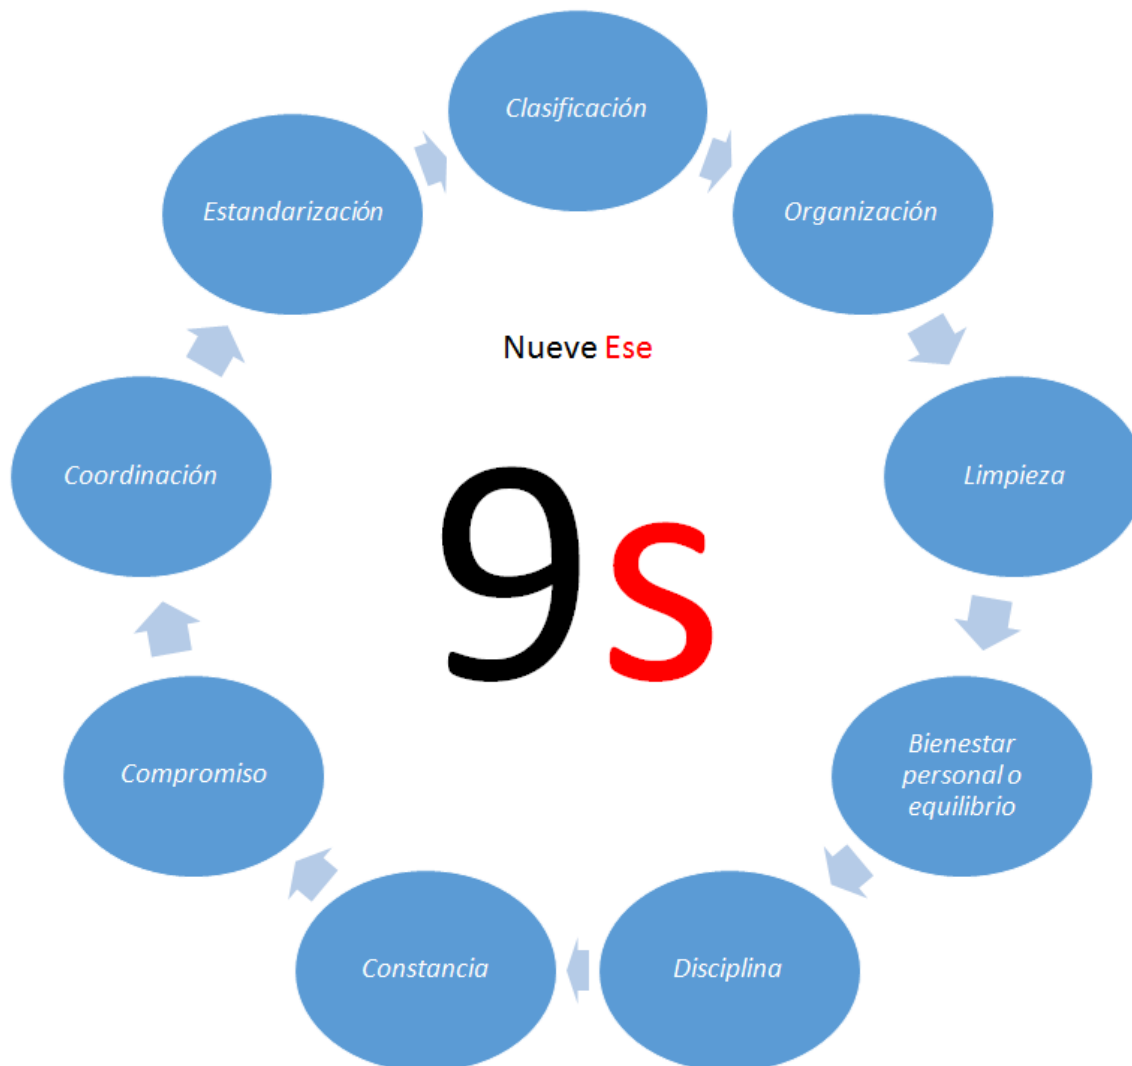 Clasificación
Organización
Limpieza
Bienestar
personal o
equilibrio
Disciplina
Constancia
Compromiso
Coordinación
Estandarización
Nueve Ese
9s